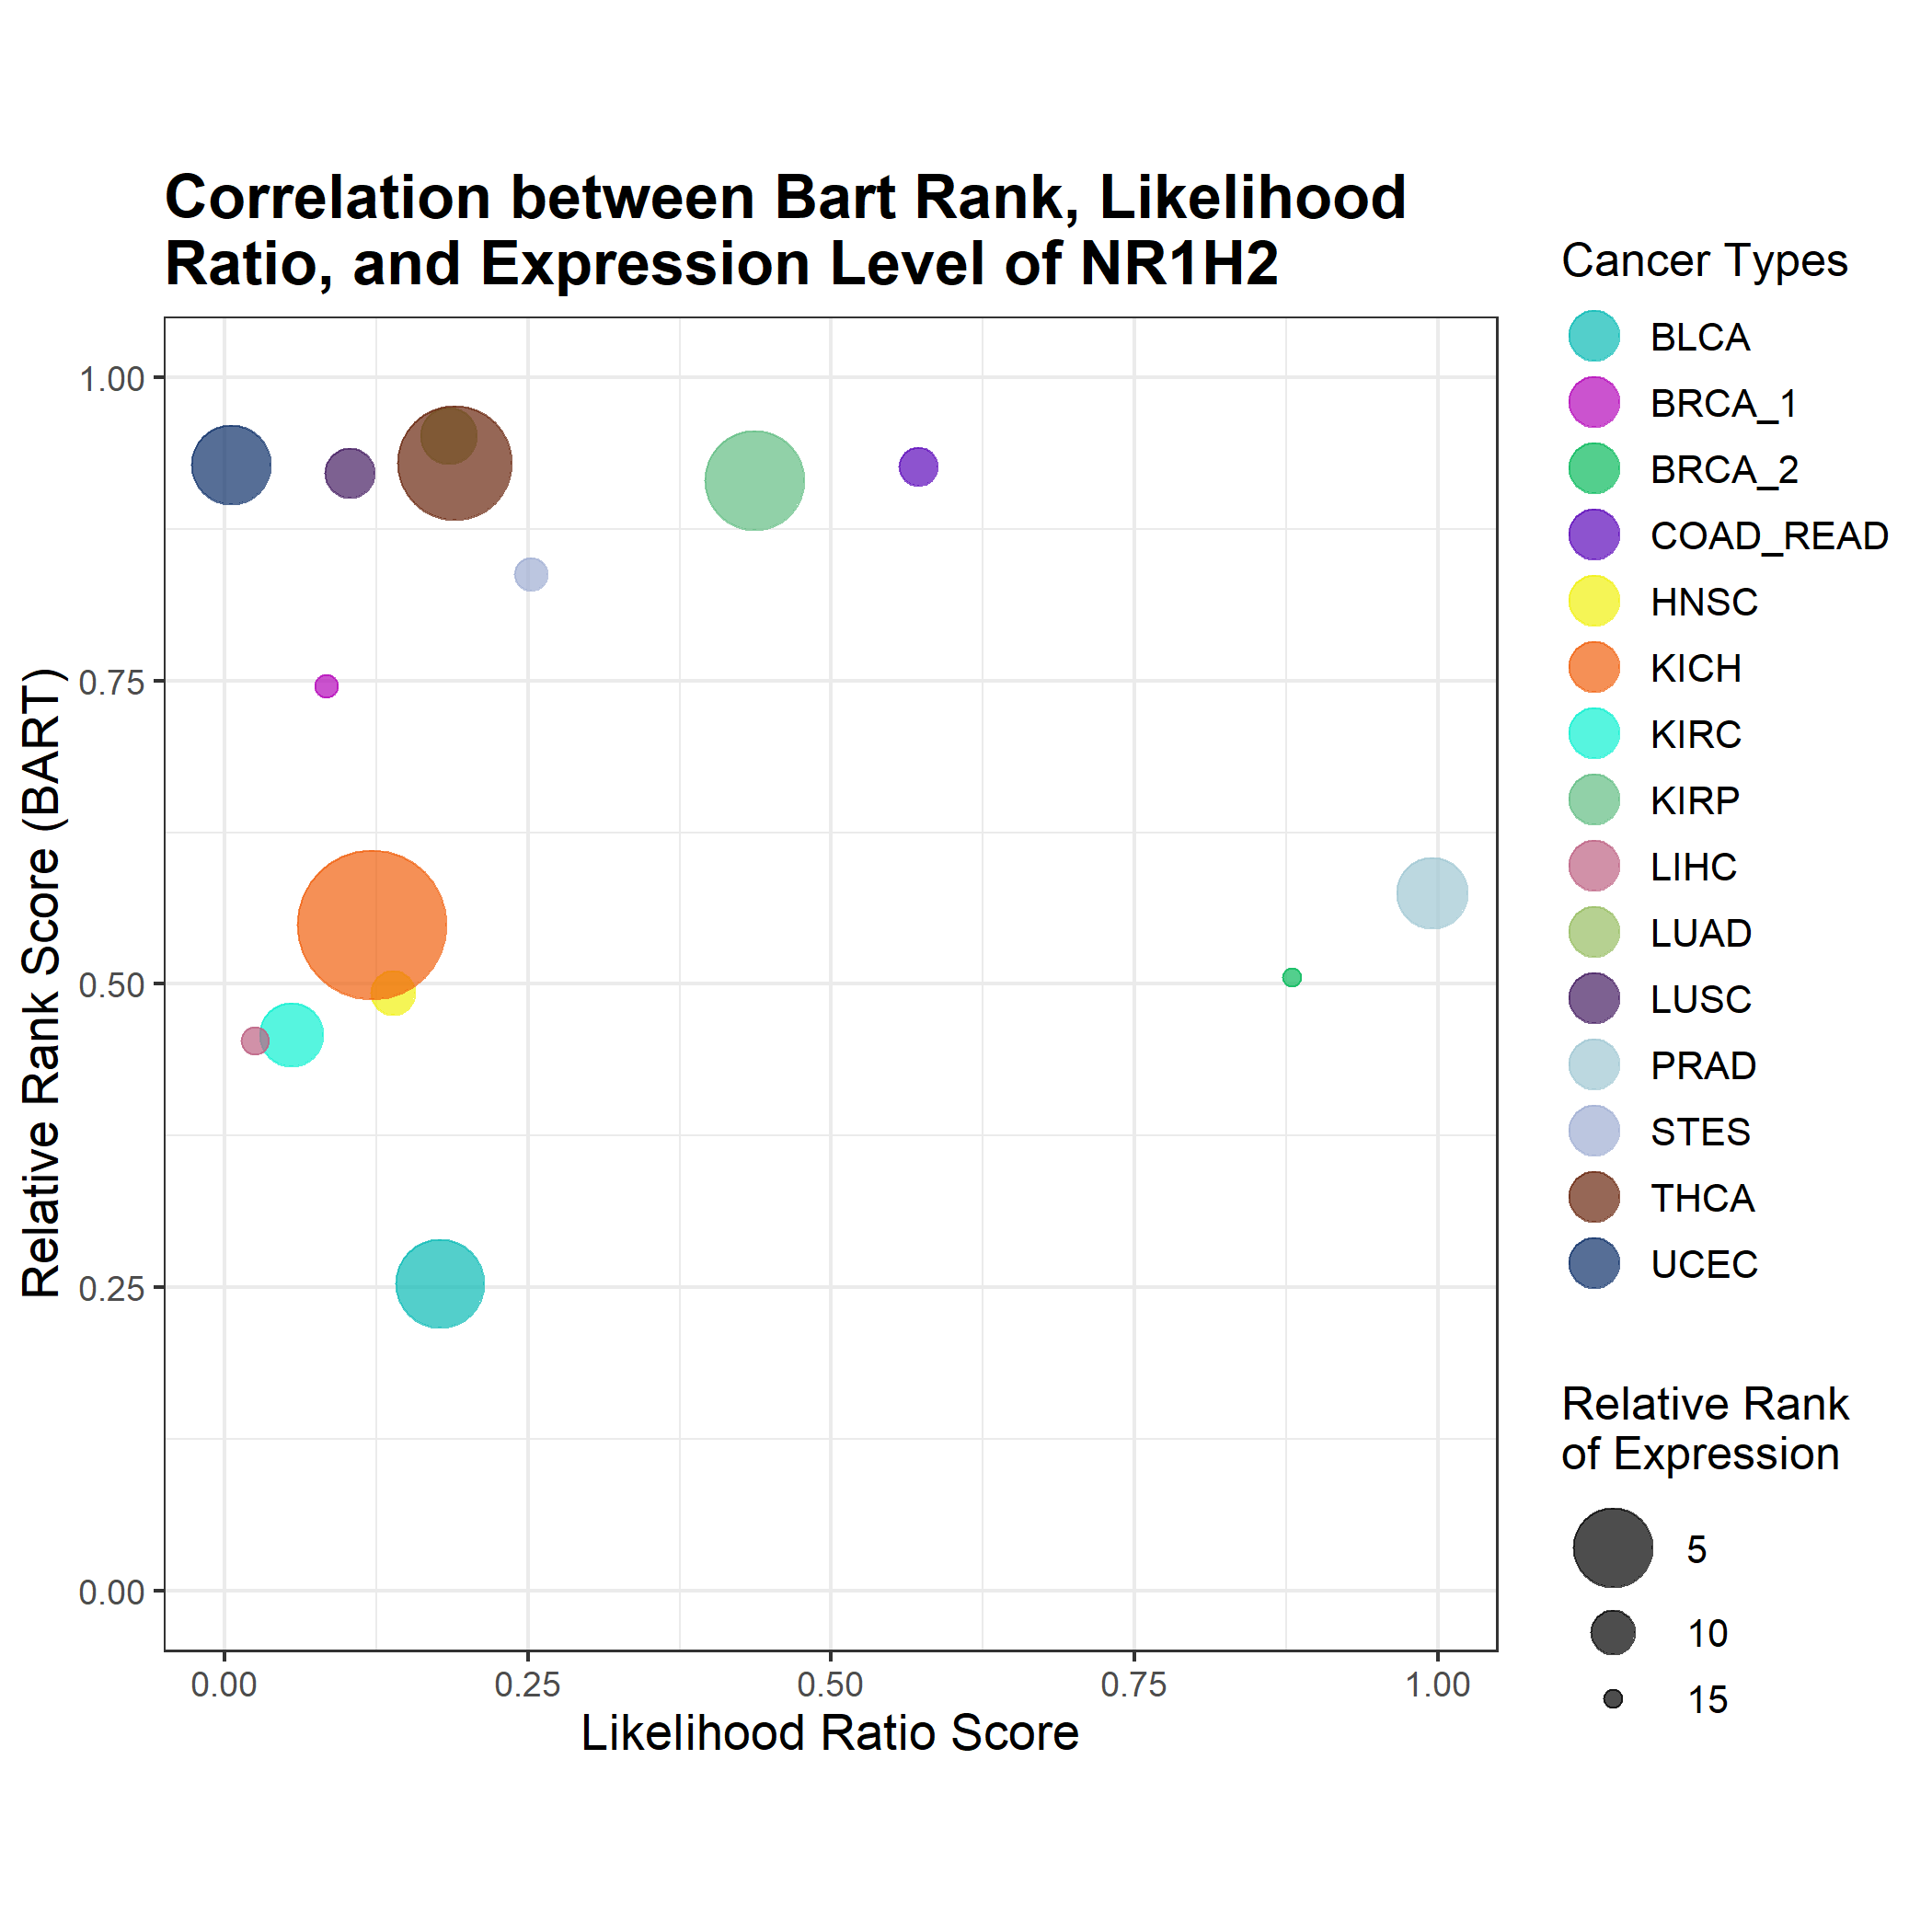 Correlation between Bart Rank, Likelihood
Ratio, and Expression Level of NR1H2
Relative Rank Score (BART)
1.00
0.75
0.50
0.25
0.00
0.00
0.25
0.50
0.75
1.00
Likelihood Ratio Score
Cancer Types
BLCA
BRCA_1
BRCA_2
COAD_READ
HNSC
KICH
KIRC
KIRP
LIHC
LUAD
LUSC
PRAD
STES
THCA
UCEC
Relative Rank
of Expression
5
10
15